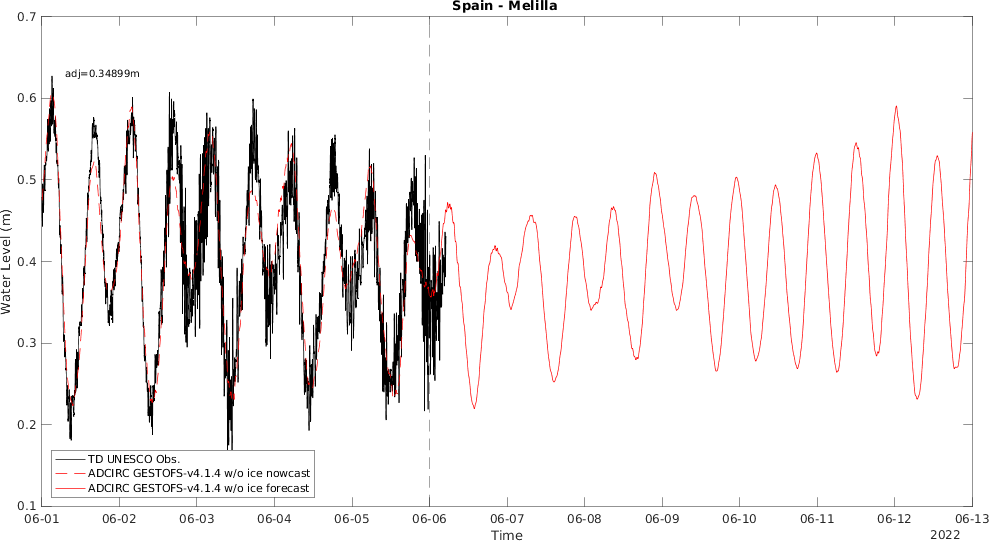 Spain - Melilla
adj=0.34899m
Water Level (m)
0.7
0.6
0.5
0.4
0.3
0.2
0.1
TD UNESCO Obs.
ADCIRC GESTOFS-v4.1.4 w/o ice nowcast
ADCIRC GESTOFS-v4.1.4 w/o ice forecast
06-01 06-02 06-03 06-04 06-05 06-06 06-07 06-08 06-09 06-10 06-11 06-12 06-13
Time
2022